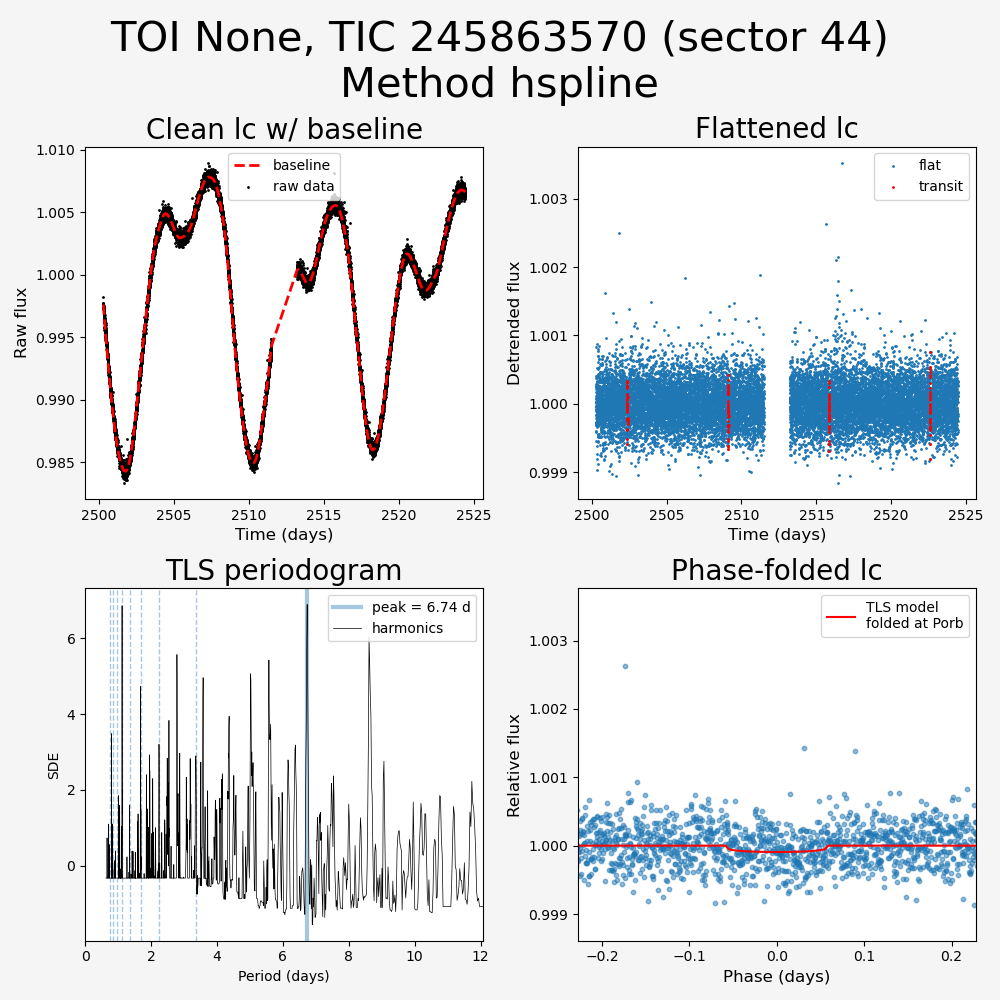 TOI None, TIC 245863570 (sector 44)
Method hspline
Clean lc w/ baseline
Flattened lc
1.010
1.005
1.000
0.995
0.990
0.985
Raw flux
baseline
raw data
2500
2505
2510
2515
2520
2525
Time (days)
1.003
1.002
1.001
1.000
0.999
Detrended flux
flat
transit
2500
2505
2510
2515
2520
2525
Time (days)
TLS periodogram
Phase-folded lc
6
4
2
0
SDE
peak = 6.74 d
harmonics
0
2
4
6
8
10
12
Period (days)
1.003
1.002
1.001
1.000
0.999
Relative flux
TLS model
folded at Porb
−0.2
−0.1
0.0
0.1
0.2
Phase (days)